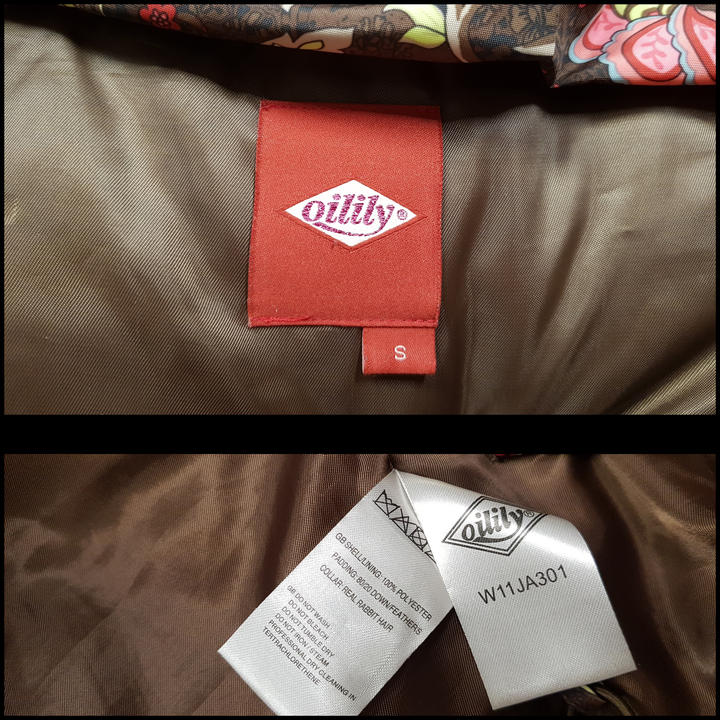 oilily®
S
GB SHELL/LINING: 100% POLYESTER
PADDING: 80/20 DOWN/FEATHERS
COLLAR: REAL RABBIT HAIR
GB DO NOT WASH
DO NOT BLEACH
DO NOT TUMBLE DRY
DO NOT IRON / STEAM
PROFESSIONAL DRY CLEANING IN
TERTRACHLORETHENE
oilily®
W11JA301